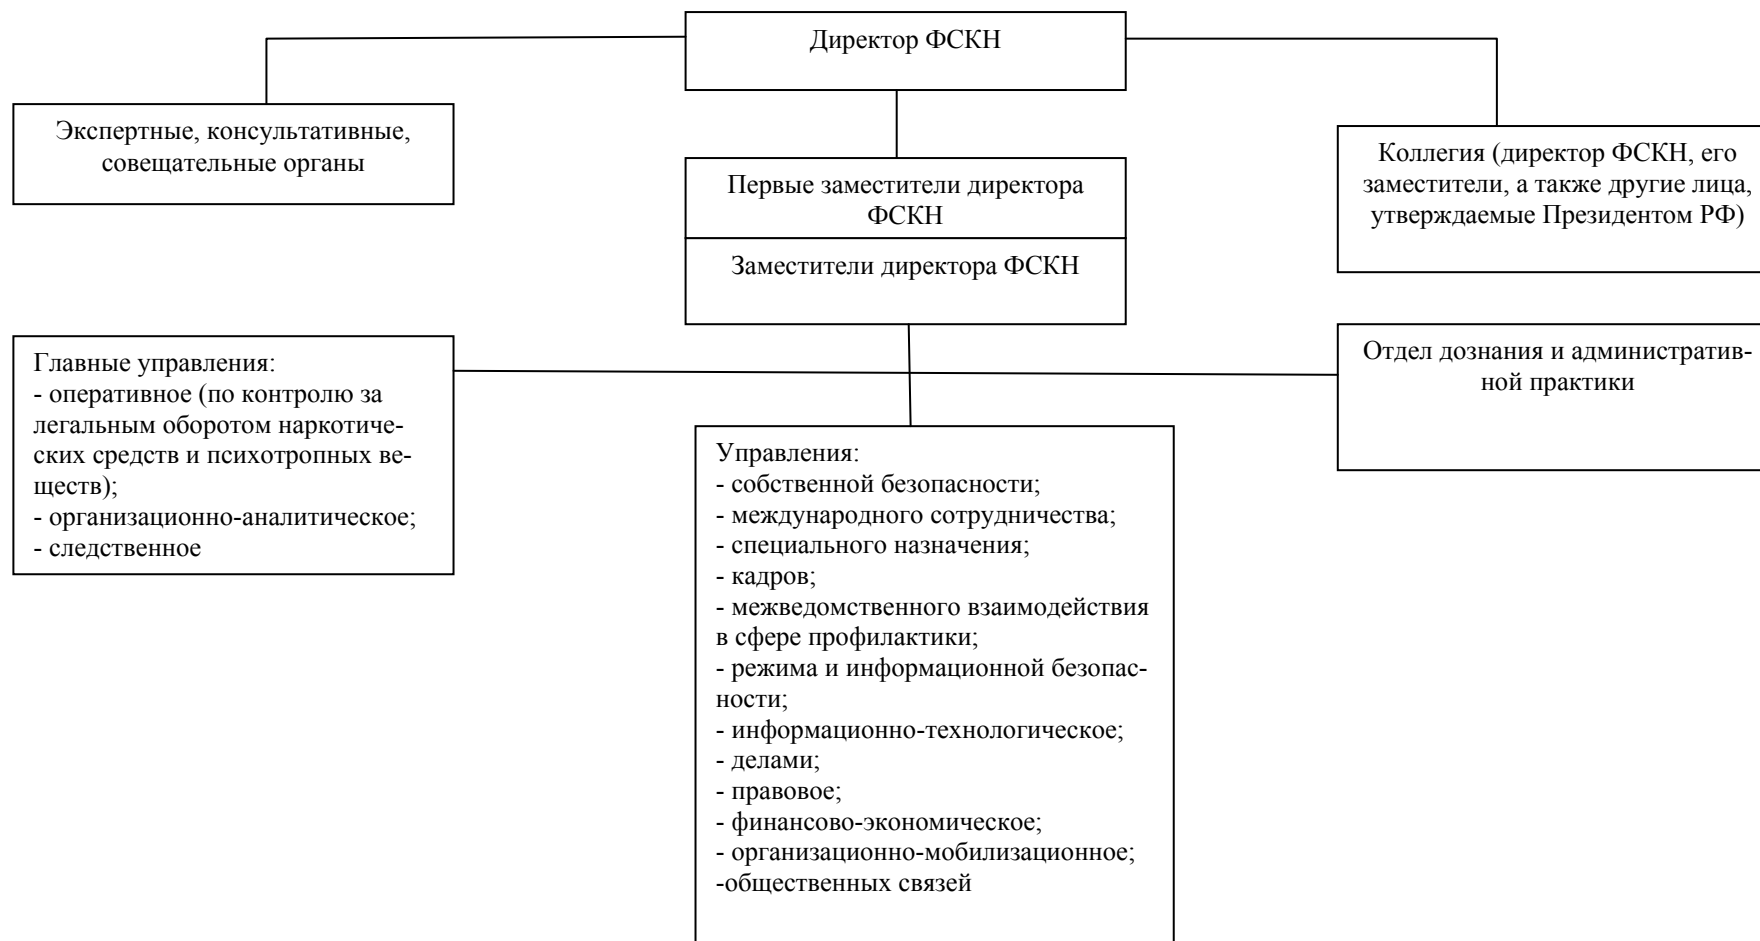 Директор ФСКН
Экспертные, консультативные,
совещательные органы
Коллегия (директор ФСКН, его
заместители, а также другие лица,
утверждаемые Президентом РФ)
Первые заместители директора
ФСКН
Заместители директора ФСКН
Главные управления:
- оперативное (по контролю за
легальным оборотом наркотиче-
ских средств и психотропных ве-
ществ);
- организационно-аналитическое;
- следственное
Отдел дознания и административ-
ной практики
Управления:
- собственной безопасности;
- международного сотрудничества;
- специального назначения;
- кадров;
- межведомственного взаимодействия
в сфере профилактики;
- режима и информационной безопас-
ности;
- информационно-технологическое;
- делами;
- правовое;
- финансово-экономическое;
- организационно-мобилизационное;
-общественных связей